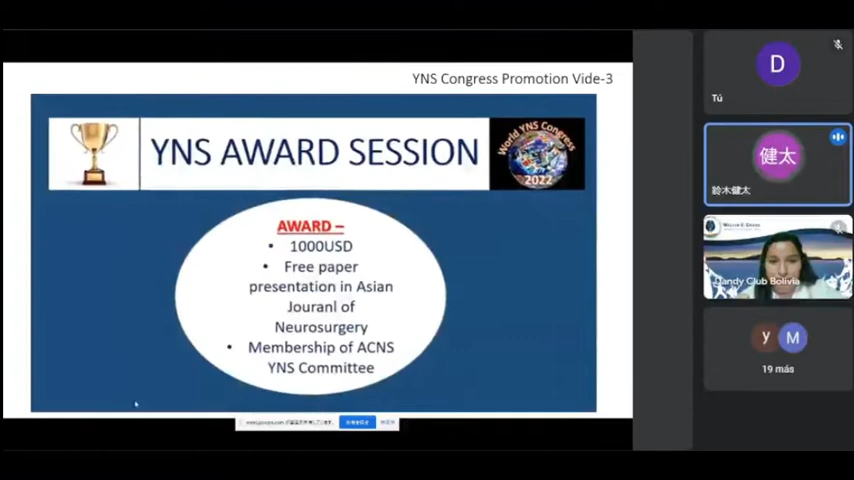 YNS Congress Promotion Vide-3
YNS AWARD SESSION
World YNS Congress
2022
AWARD –
• 1000USD
• Free paper
presentation in Asian
Jouranl of
Neurosurgery
• Membership of ACNS
YNS Committee
D
Tú
健太
鈴木健太
Dandy Club Bolivia
y
M
19 más